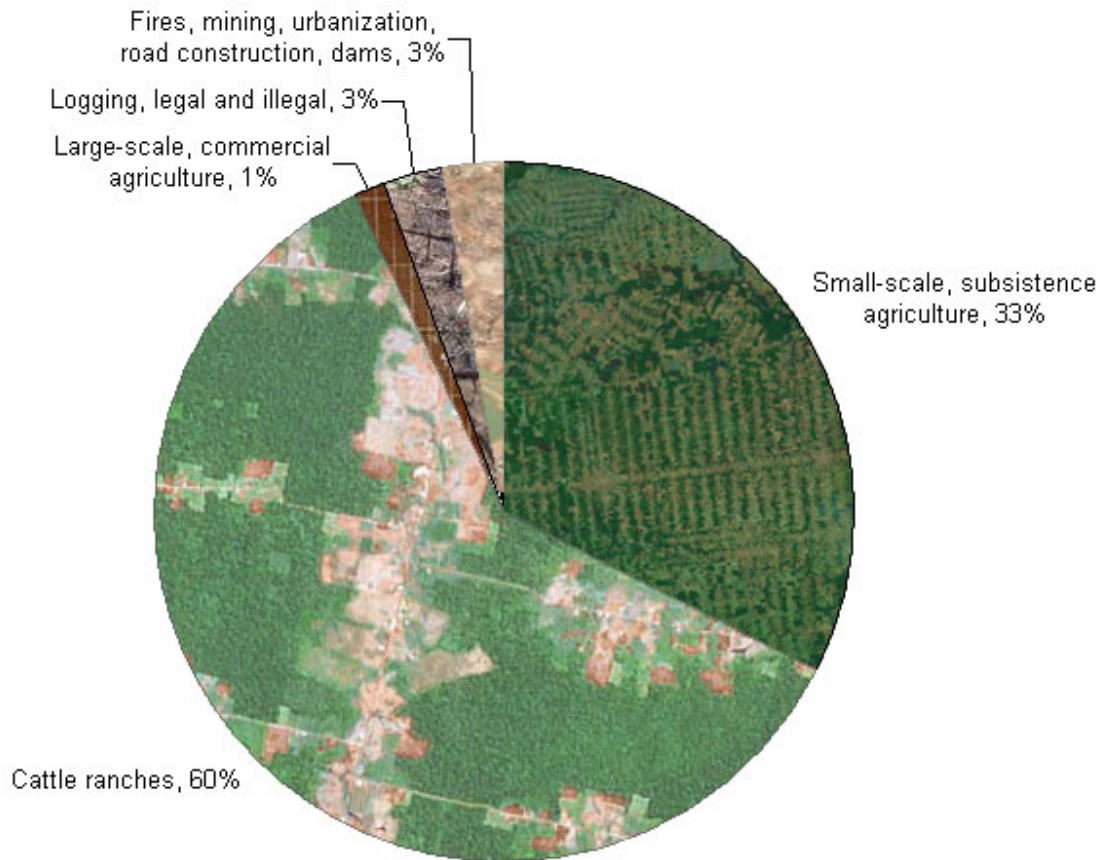 Fires, mining, urbanization,
road construction, dams, 3%
Logging, legal and illegal, 3%
Large-scale, commercial
agriculture, 1%
Small-scale, subsistence
agriculture, 33%
Cattle ranches, 60%